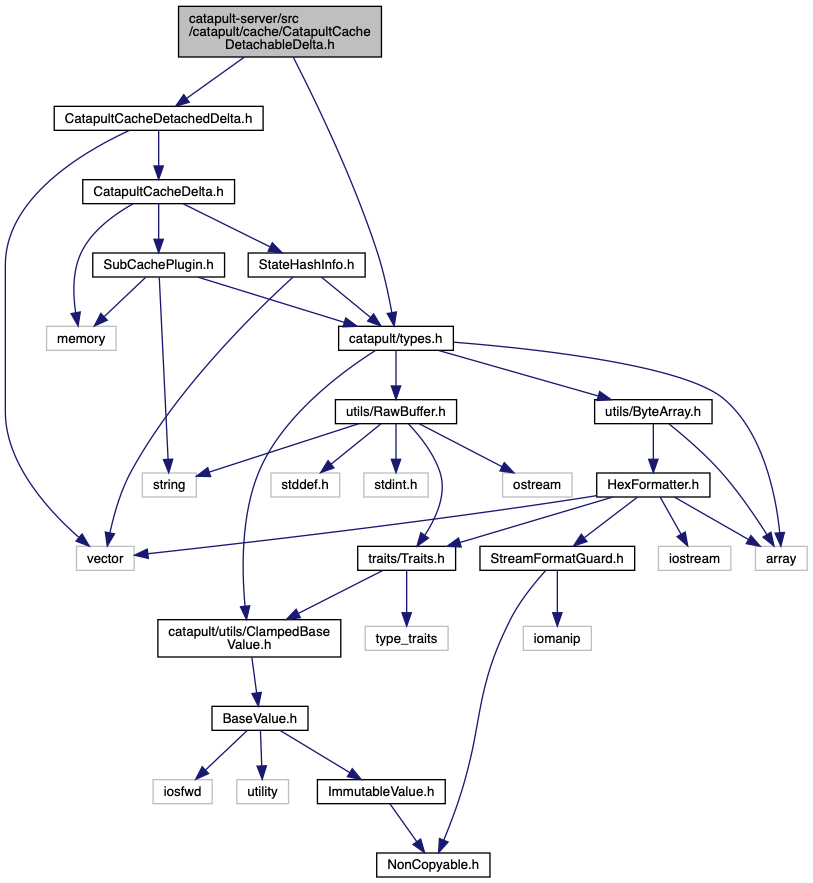 catapult-server/src
/catapult/cache/CatapultCache
DetachableDelta.h
CatapultCacheDetachedDelta.h
CatapultCacheDelta.h
SubCachePlugin.h
StateHashInfo.h
memory
catapult/types.h
utils/RawBuffer.h
utils/ByteArray.h
string
stddef.h
stdint.h
ostream
HexFormatter.h
vector
traits/Traits.h
StreamFormatGuard.h
iostream
array
catapult/utils/ClampedBase
Value.h
type_traits
iomanip
BaseValue.h
iosfwd
utility
ImmutableValue.h
NonCopyable.h